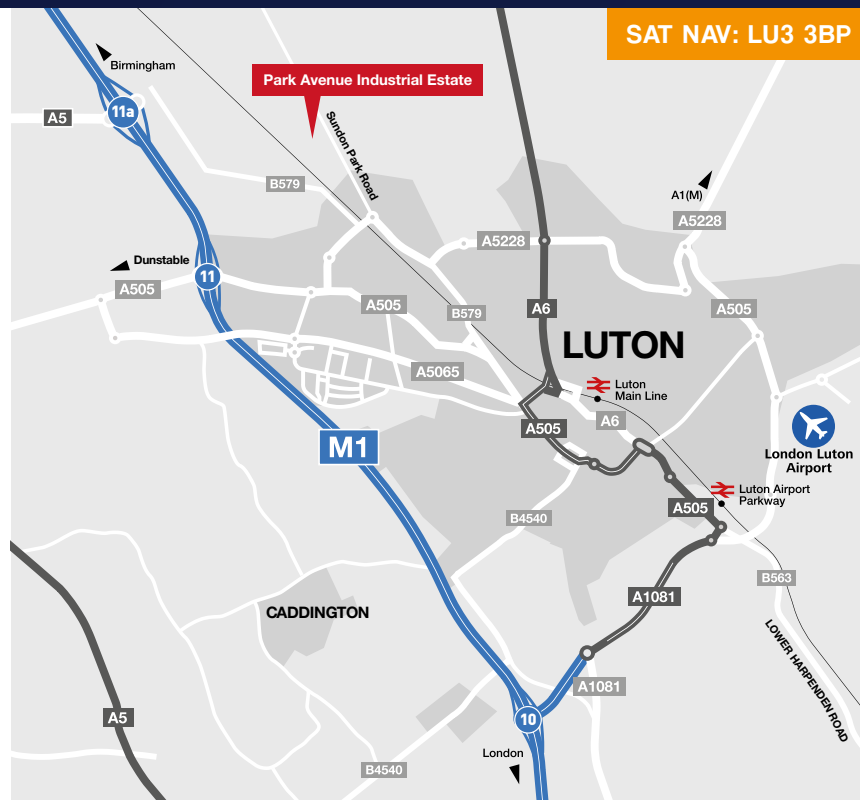 SAT NAV: LU3 3BP
Birmingham
11a
A5
Park Avenue Industrial Estate
Sundon Park Road
B579
A1(M)
A5228
A5228
Dunstable
11
A505
A505
B579
A6
A505
LUTON
A5065
Luton
Main Line
A6
A505
M1
London Luton
Airport
Luton Airport
Parkway
A505
B4540
B563
A1081
CADDINGTON
LOWER HARPENDEN ROAD
A1081
A5
10
London
B4540